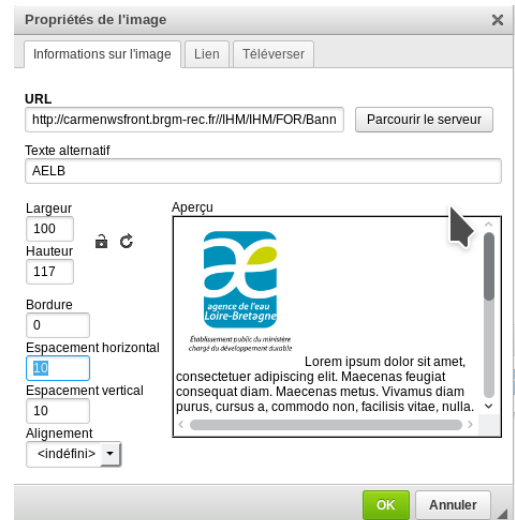 Propriétés de l'image
Informations sur l'image
Lien
Téléverser
URL
http://carmenwsfront.brgm-rec.fr//IHM/IHM/FOR/Bann
Parcourir le serveur
Texte alternatif
AELB
Largeur
100
Hauteur
117
Bordure
0
Espacement horizontal
10
Espacement vertical
10
Alignement
<indéfini>
Aperçu
ae
agence de l'eau
Loire-Bretagne
Établissement public du ministère
chargé du développement durable
Lorem ipsum dolor sit amet,
consectetuer adipiscing elit. Maecenas feugiat
consequat diam. Maecenas metus. Vivamus diam
purus, cursus a, commodo non, facilisis vitae, nulla.
OK
Annuler